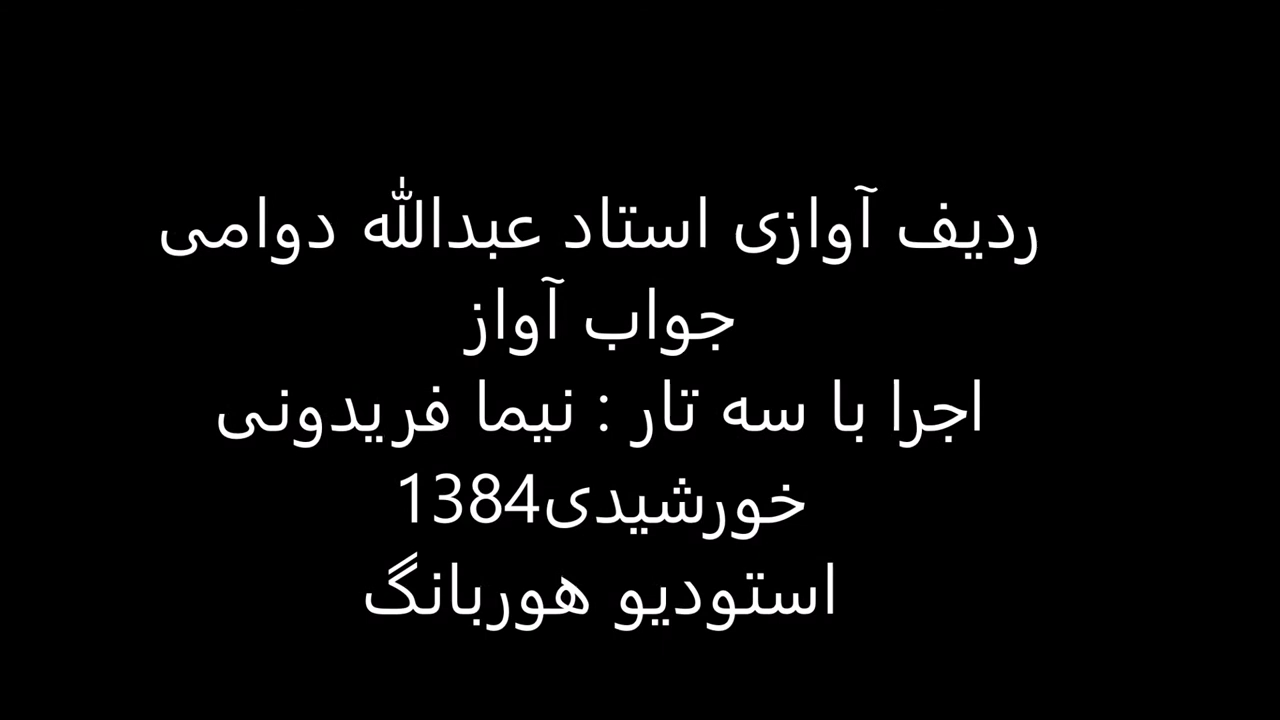 ردیف آوازی استاد عبدالله دوامی
جواب آواز
اجرا با سه تار : نیما فریدونی
خورشیدی1384
استودیو هوربانگ